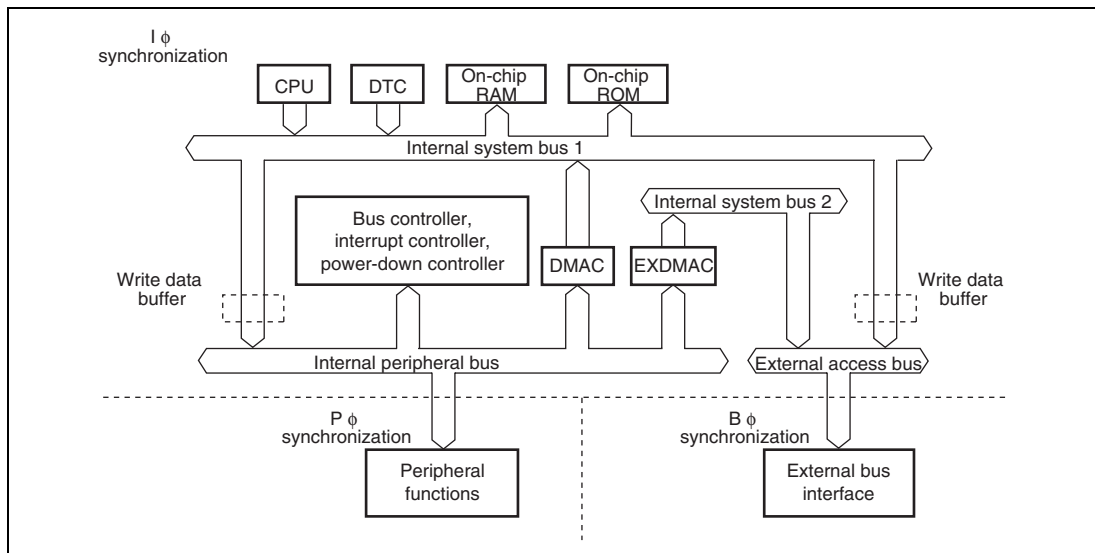 I ϕ
synchronization
CPU
DTC
On-chip
RAM
On-chip
ROM
Internal system bus 1
Bus controller,
interrupt controller,
power-down controller
Internal system bus 2
DMAC
EXDMAC
Write data
buffer
Write data
buffer
Internal peripheral bus
External access bus
P ϕ
synchronization
B ϕ
synchronization
Peripheral
functions
External bus
interface